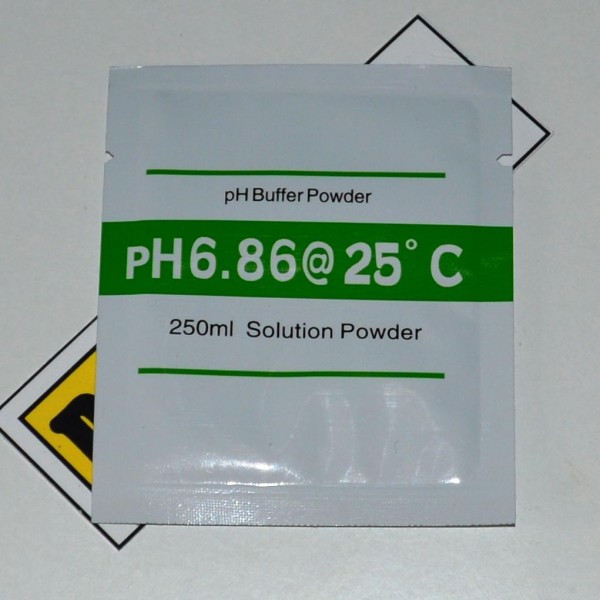 pH Buffer Powder
pH6.86@ 25° C
250ml Solution Powder